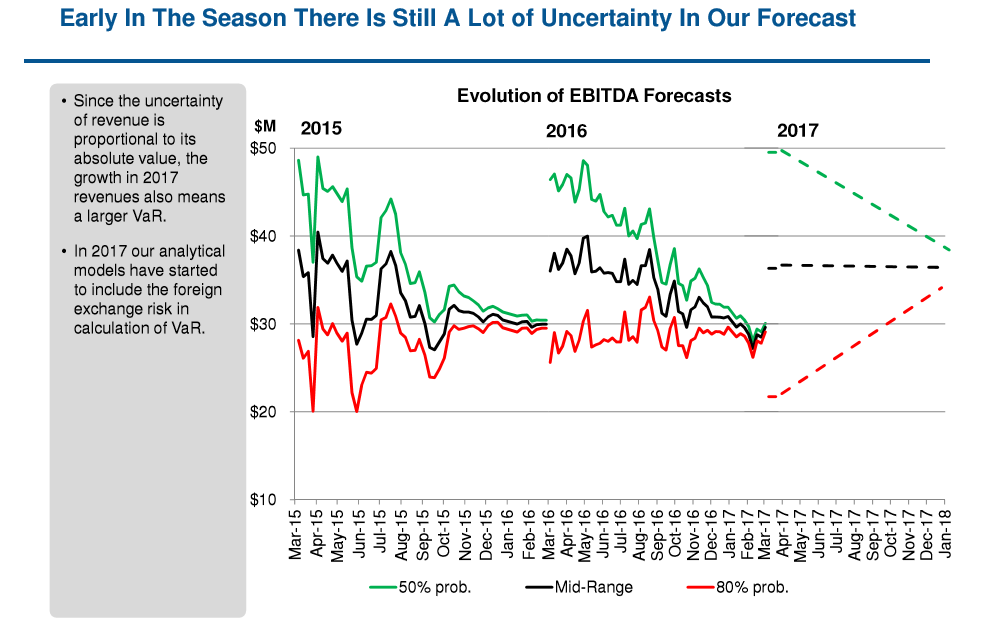 Early In The Season There Is Still A Lot of Uncertainty In Our Forecast
• Since the uncertainty
of revenue is
proportional to its
absolute value, the
growth in 2017
revenues also means
a larger VaR.
• In 2017 our analytical
models have started
to include the foreign
exchange risk in
calculation of VaR.
Evolution of EBITDA Forecasts
$M 2015 2016 2017
$50
$40
$30
$20
$10
Mar-15 Apr-15 May-15 Jun-15 Jul-15 Aug-15 Sep-15 Oct-15 Nov-15 Dec-15 Jan-16 Feb-16 Mar-16 Apr-16 May-16 Jun-16 Jul-16 Aug-16 Sep-16 Oct-16 Nov-16 Dec-16 Jan-17 Feb-17 Mar-17 Apr-17 May-17 Jun-17 Jul-17 Aug-17 Sep-17 Oct-17 Nov-17 Dec-17 Jan-18
50% prob. Mid-Range 80% prob.